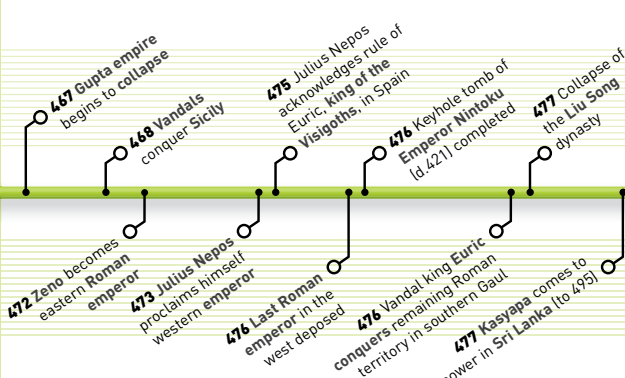 467 Gupta empire
begins to collapse
468 Vandals
conquer Sicily
475 Julius Nepos
acknowledges rule of
Euric, king of the
Visigoths, in Spain
476 Keyhole tomb of
Emperor Nintoku
(d.421) completed
477 Collapse of
the Liu Song
dynasty
472 Zeno becomes
eastern Roman
emperor
473 Julius Nepos
proclaims himself
western emperor
476 Last Roman
emperor in the
west deposed
476 Vandal king Euric
conquers remaining Roman
territory in southern Gaul
477 Kasyapa comes to
power in Sri Lanka (to 495)